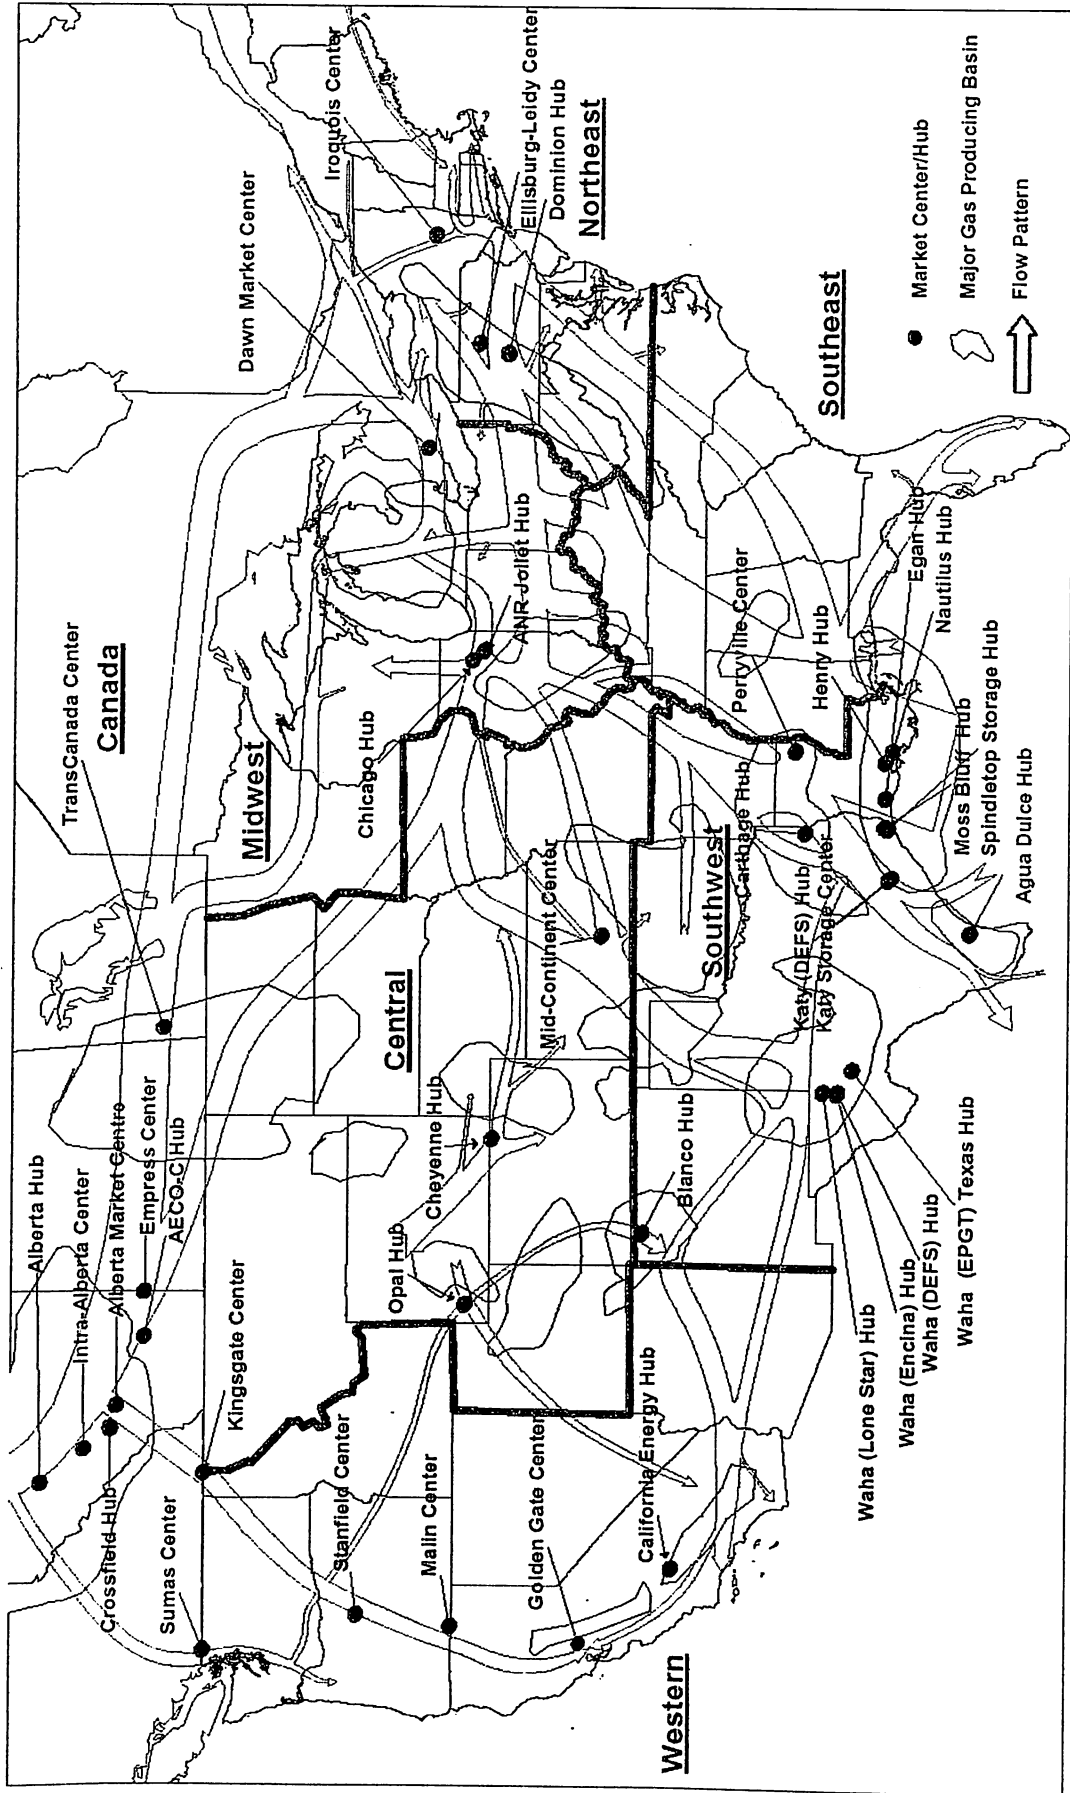 Alberta Hub
Intra-Alberta Center
Alberta Market Centre
Empress Center
AECO-C Hub
Crossfield Hub
Sumas Center
Kingsgate Center
TransCanada Center
Canada
Dawn Market Center
Iroquois Center
Ellisburg-Leidy Center
Dominion Hub
Northeast
Midwest
Chicago Hub
ANR Joliet Hub
Central
Cheyenne Hub
Opal Hub
Stanfield Center
Malin Center
Golden Gate Center
California Energy Hub
Western
Blanco Hub
Mid-Continent Center
Southwest
Carthage Hub
Perryville Center
Henry Hub
Egan Hub
Nautilus Hub
Southeast
Katy (DEFS) Hub
Katy Storage Center
Moss Bluff Hub
Spindletop Storage Hub
Agua Dulce Hub
Waha (Lone Star) Hub
Waha (Encina) Hub
Waha (DEFS) Hub
Waha (EPGT) Texas Hub
Market Center/Hub
Major Gas Producing Basin
Flow Pattern